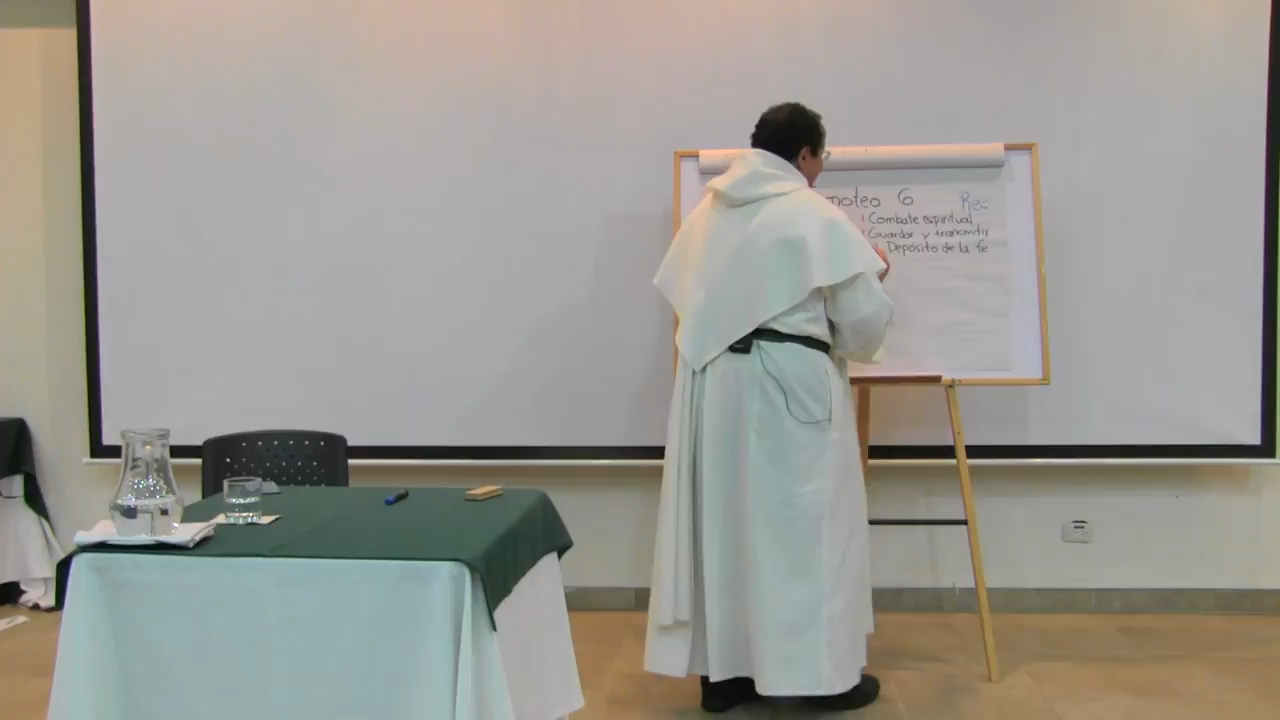 moteo 6 Rec
Combate espiritual
Guardar y transmitir
Depósito de la fe